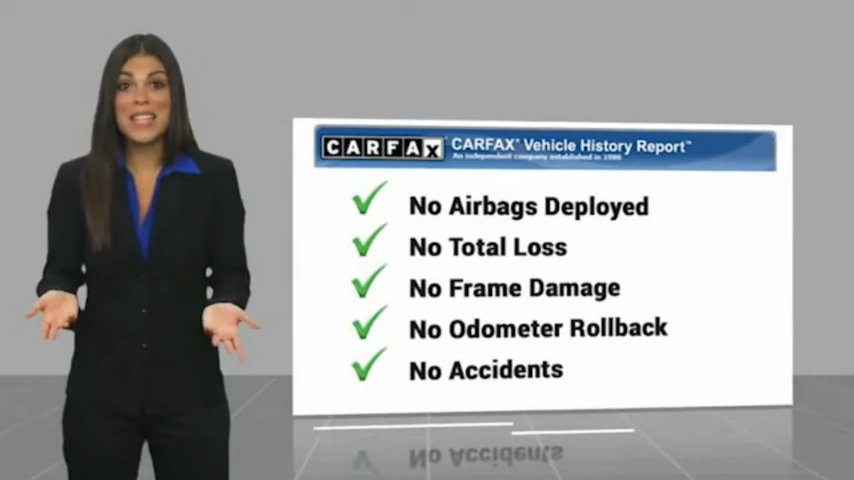 CARFAX CARFAX® Vehicle History Report™
An independent company established in 1986
No Airbags Deployed
No Total Loss
No Frame Damage
No Odometer Rollback
No Accidents
No Accidents